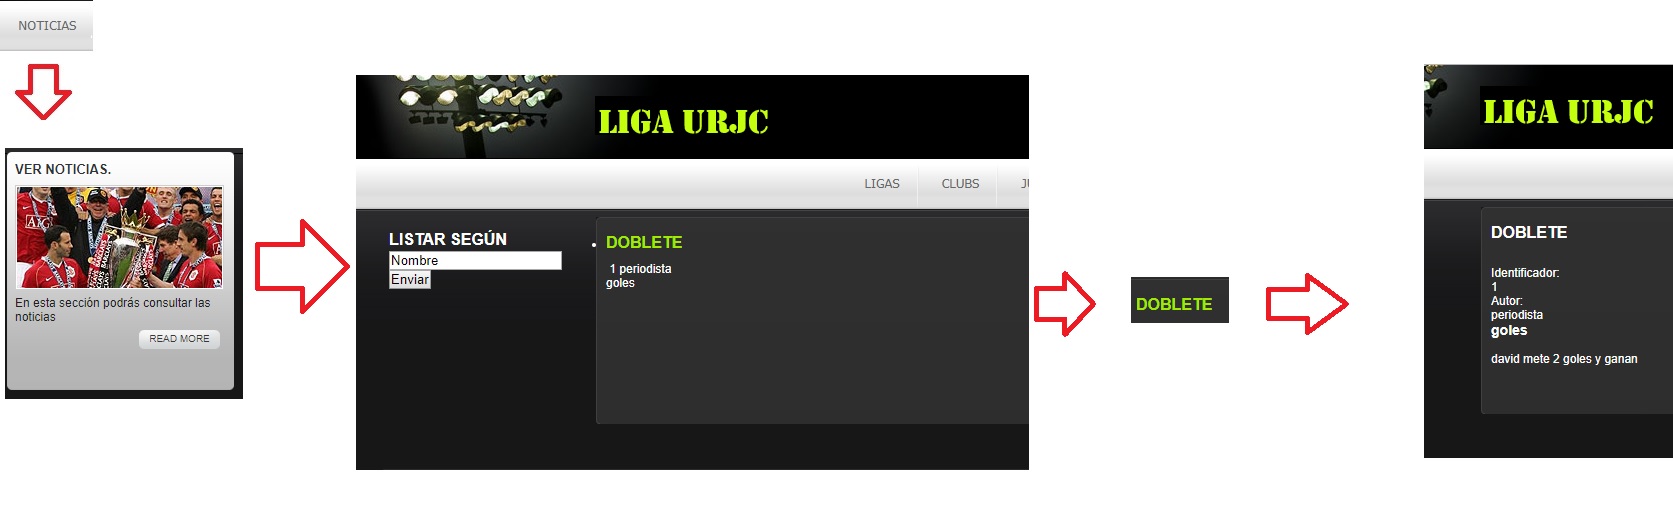 NOTICIAS
VER NOTICIAS.
AIG
En esta sección podrás consultar las
noticias
READ MORE
LIGA URJC
LIGAS
CLUBS
LISTAR SEGÚN
Nombre
Enviar
DOBLETE
1 periodista
goles
DOBLETE
LIGA URJC
DOBLETE
Identificador:
1
Autor:
periodista
goles
david mete 2 goles y ganan